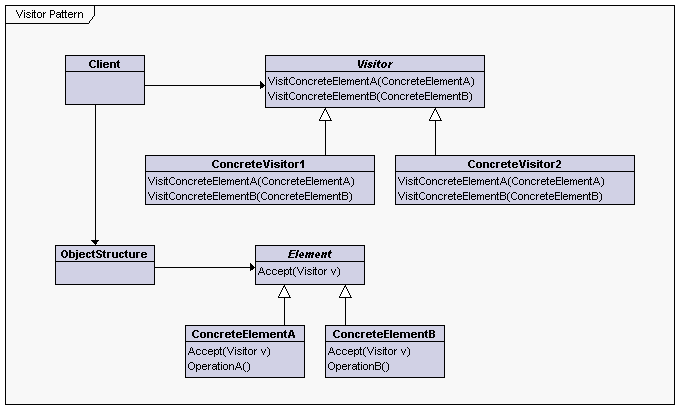 Visitor Pattern
Client
Visitor
VisitConcreteElementA(ConcreteElementA)
VisitConcreteElementB(ConcreteElementB)
ConcreteVisitor1
VisitConcreteElementA(ConcreteElementA)
VisitConcreteElementB(ConcreteElementB)
ConcreteVisitor2
VisitConcreteElementA(ConcreteElementA)
VisitConcreteElementB(ConcreteElementB)
ObjectStructure
Element
Accept(Visitor v)
ConcreteElementA
Accept(Visitor v)
OperationA()
ConcreteElementB
Accept(Visitor v)
OperationB()